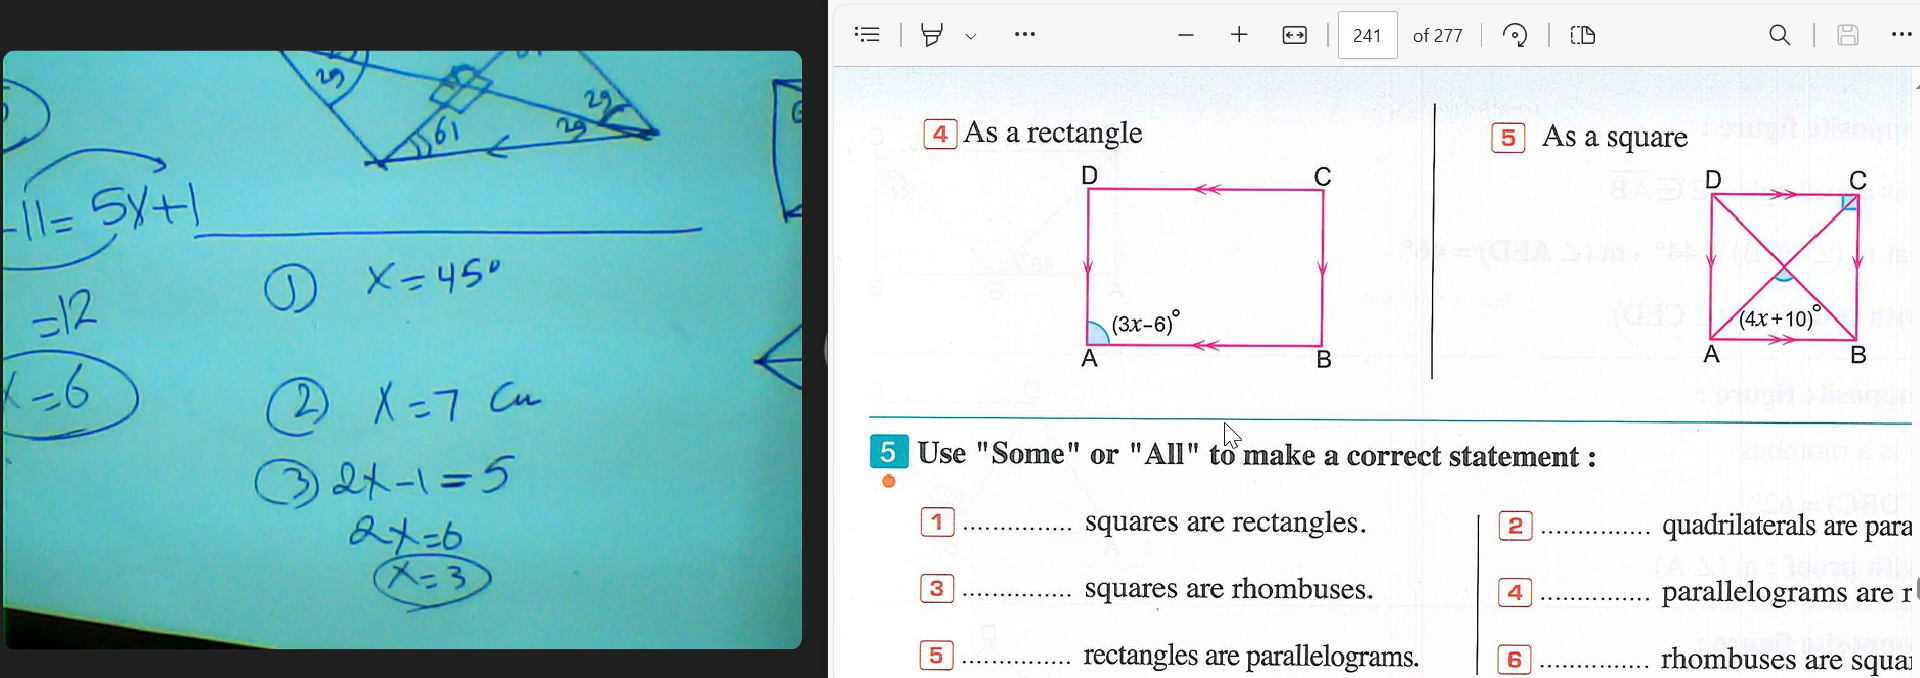 29
61
29
29
-11= 5x+1
=12
x=6
① x=45°
② x=7 Cm
③ 2x-1=5
2x=6
x=3
241 of 277
4 As a rectangle
D C
(3x-6)°
A B
5 As a square
D C
(4x+10)°
A B
5 Use "Some" or "All" to make a correct statement :
1 .............. squares are rectangles.
2 .............. quadrilaterals are para
3 .............. squares are rhombuses.
4 .............. parallelograms are r
5 .............. rectangles are parallelograms.
6 .............. rhombuses are squar